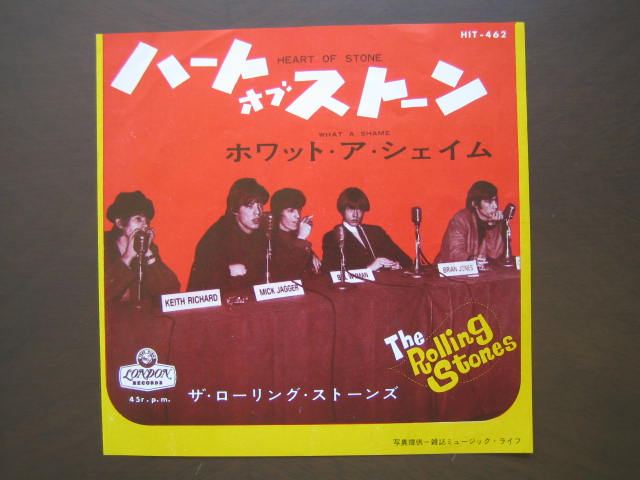 HIT-462
ハート
HEART OF STONE
オブ
ストーン
WHAT A SHAME
ホワット・ア・シェイム
KEITH RICHARD
MICK JAGGER
BILL WYMAN
BRIAN JONES
The
Rolling
Stones
LONDON
RECORDS
45r.p.m.
ザ・ローリング・ストーンズ
写真提供－雑誌ミュージック・ライフ